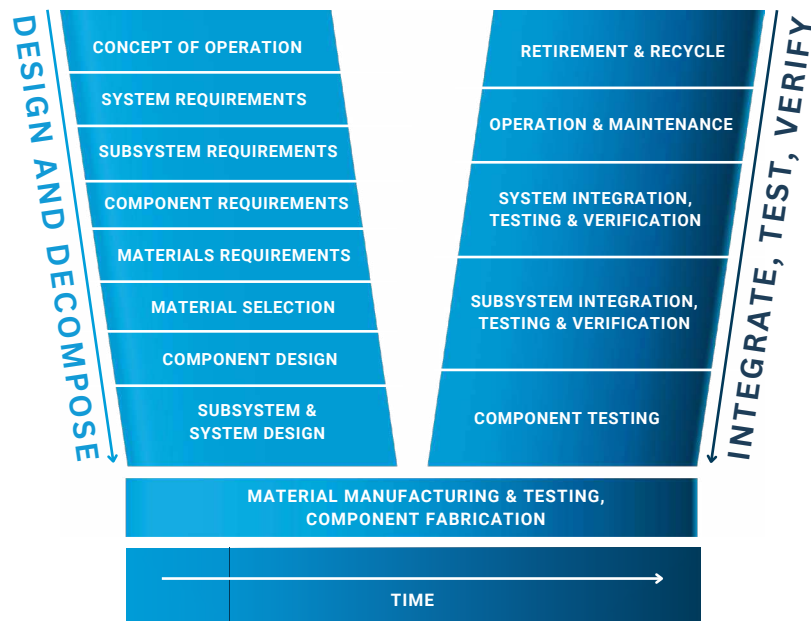 DESIGN AND DECOMPOSE
CONCEPT OF OPERATION
SYSTEM REQUIREMENTS
SUBSYSTEM REQUIREMENTS
COMPONENT REQUIREMENTS
MATERIALS REQUIREMENTS
MATERIAL SELECTION
COMPONENT DESIGN
SUBSYSTEM &
SYSTEM DESIGN
RETIREMENT & RECYCLE
OPERATION & MAINTENANCE
SYSTEM INTEGRATION,
TESTING & VERIFICATION
SUBSYSTEM INTEGRATION,
TESTING & VERIFICATION
COMPONENT TESTING
INTEGRATE, TEST, VERIFY
MATERIAL MANUFACTURING & TESTING,
COMPONENT FABRICATION
TIME